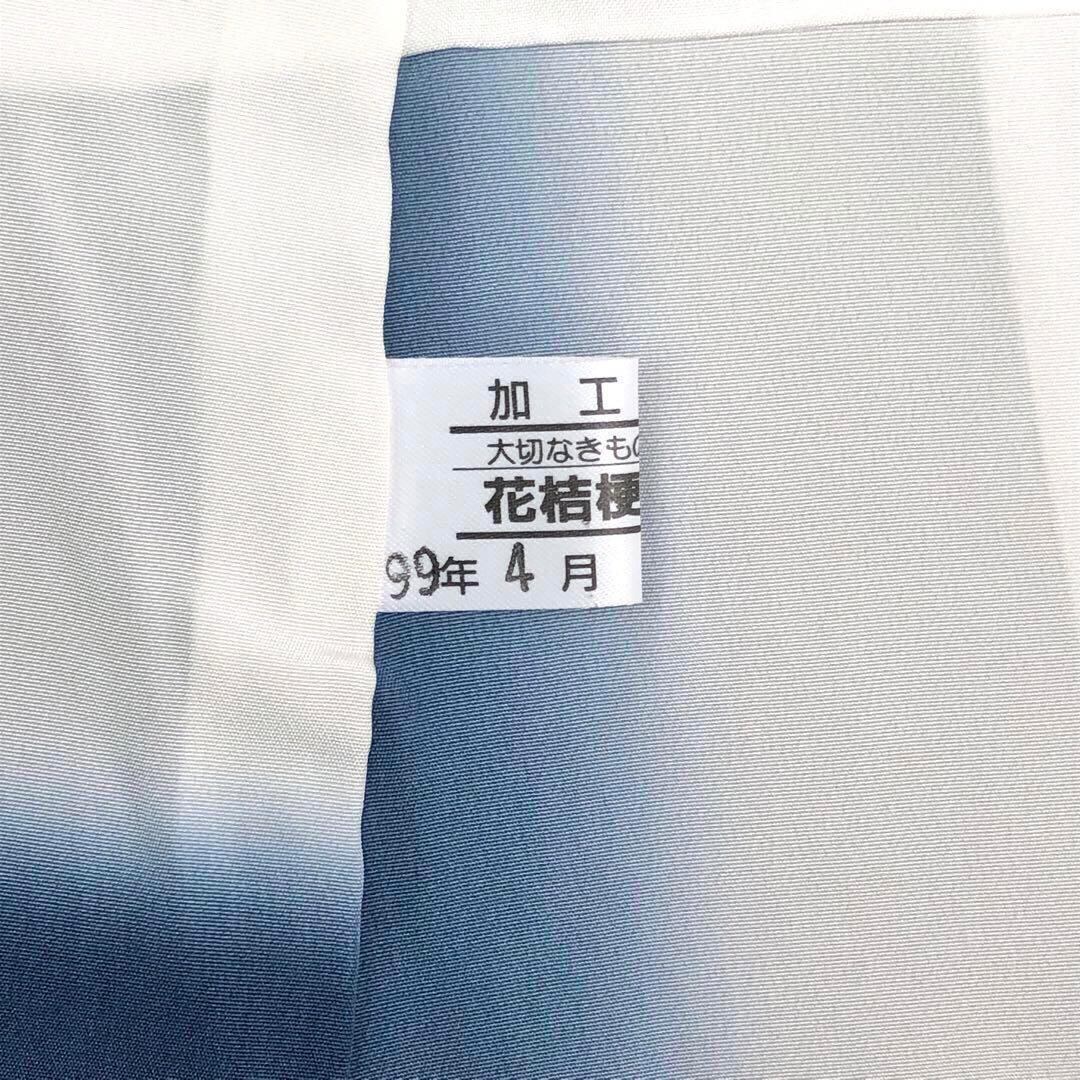 加 工
大切なきもの
花桔梗
99年 4 月